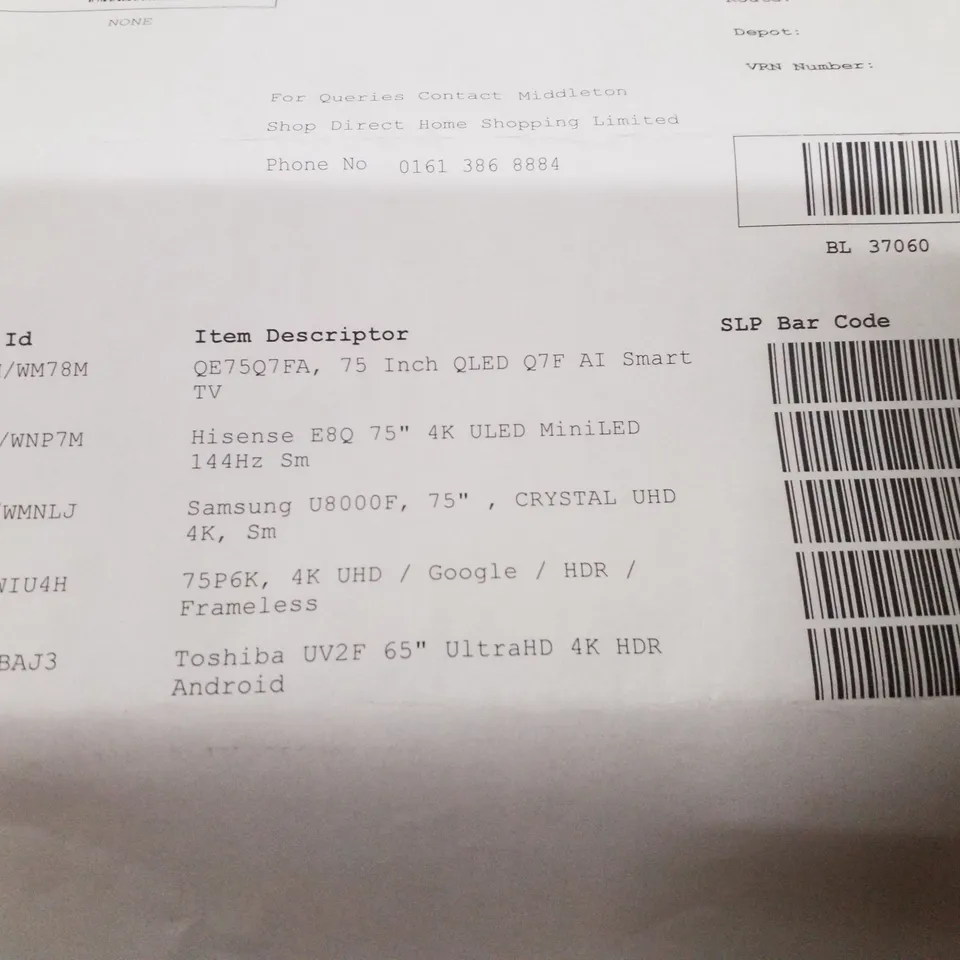 NONE
Depot:
VRN Number:
For Queries Contact Middleton
Shop Direct Home Shopping Limited
Phone No 0161 386 8884
BL 37060
Id Item Descriptor SLP Bar Code
/WM78M QE75Q7FA, 75 Inch QLED Q7F AI Smart
TV
/WNP7M Hisense E8Q 75" 4K ULED MiniLED
144Hz Sm
WMNLJ Samsung U8000F, 75" , CRYSTAL UHD
4K, Sm
WIU4H 75P6K, 4K UHD / Google / HDR /
Frameless
BAJ3 Toshiba UV2F 65" UltraHD 4K HDR
Android